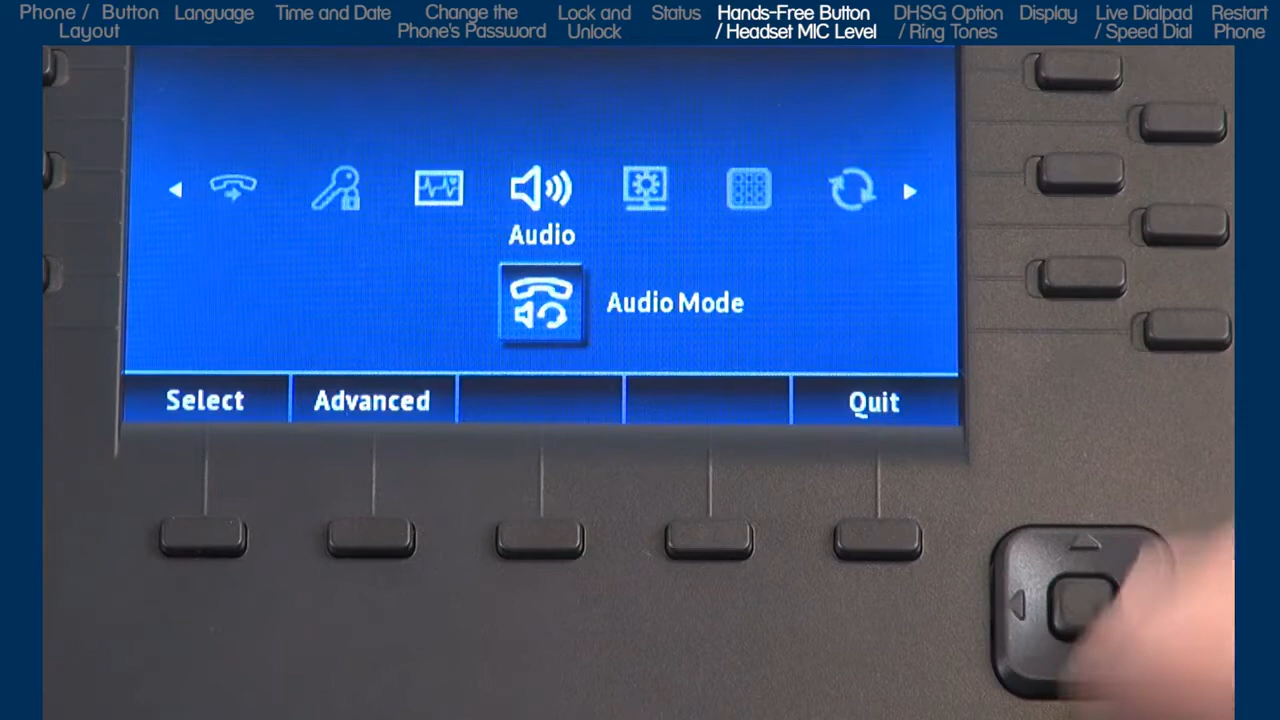 Phone / Button Layout
Language
Time and Date
Change the Phone's Password
Lock and Unlock
Status
Hands-Free Button / Headset MIC Level
DHSG Option / Ring Tones
Display
Live Dialpad / Speed Dial
Restart Phone
Audio
Audio Mode
Select
Advanced
Quit